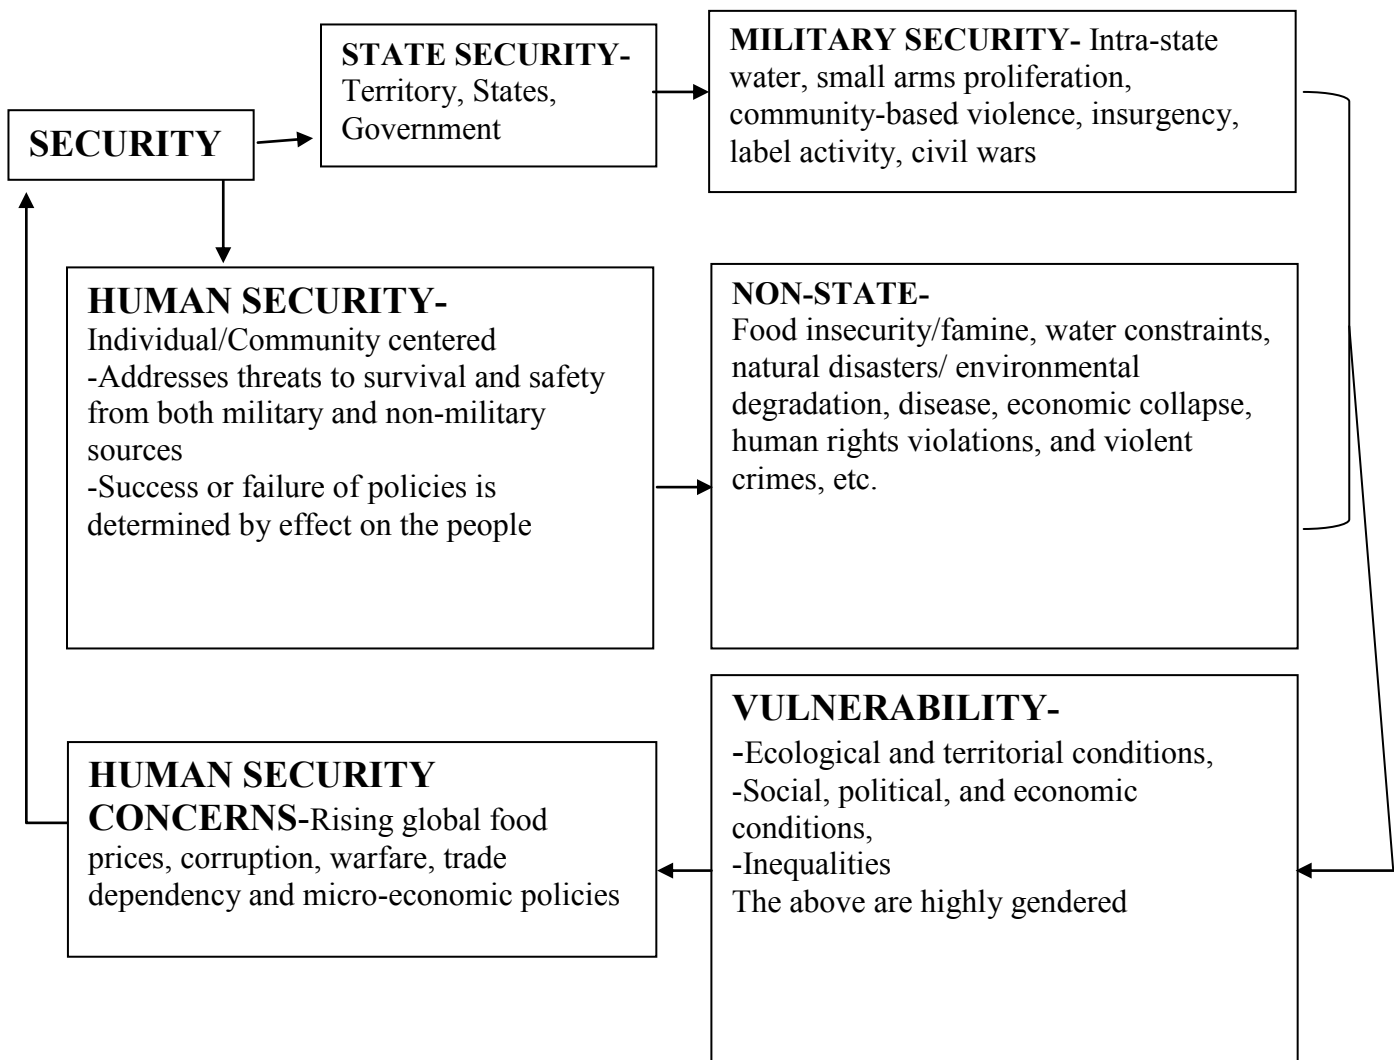 SECURITY
STATE SECURITY-
Territory, States,
Government
MILITARY SECURITY- Intra-state
water, small arms proliferation,
community-based violence, insurgency,
label activity, civil wars
HUMAN SECURITY-
Individual/Community centered
-Addresses threats to survival and safety
from both military and non-military
sources
-Success or failure of policies is
determined by effect on the people
NON-STATE-
Food insecurity/famine, water constraints,
natural disasters/ environmental
degradation, disease, economic collapse,
human rights violations, and violent
crimes, etc.
HUMAN SECURITY
CONCERNS-Rising global food
prices, corruption, warfare, trade
dependency and micro-economic policies
VULNERABILITY-
-Ecological and territorial conditions,
-Social, political, and economic
conditions,
-Inequalities
The above are highly gendered